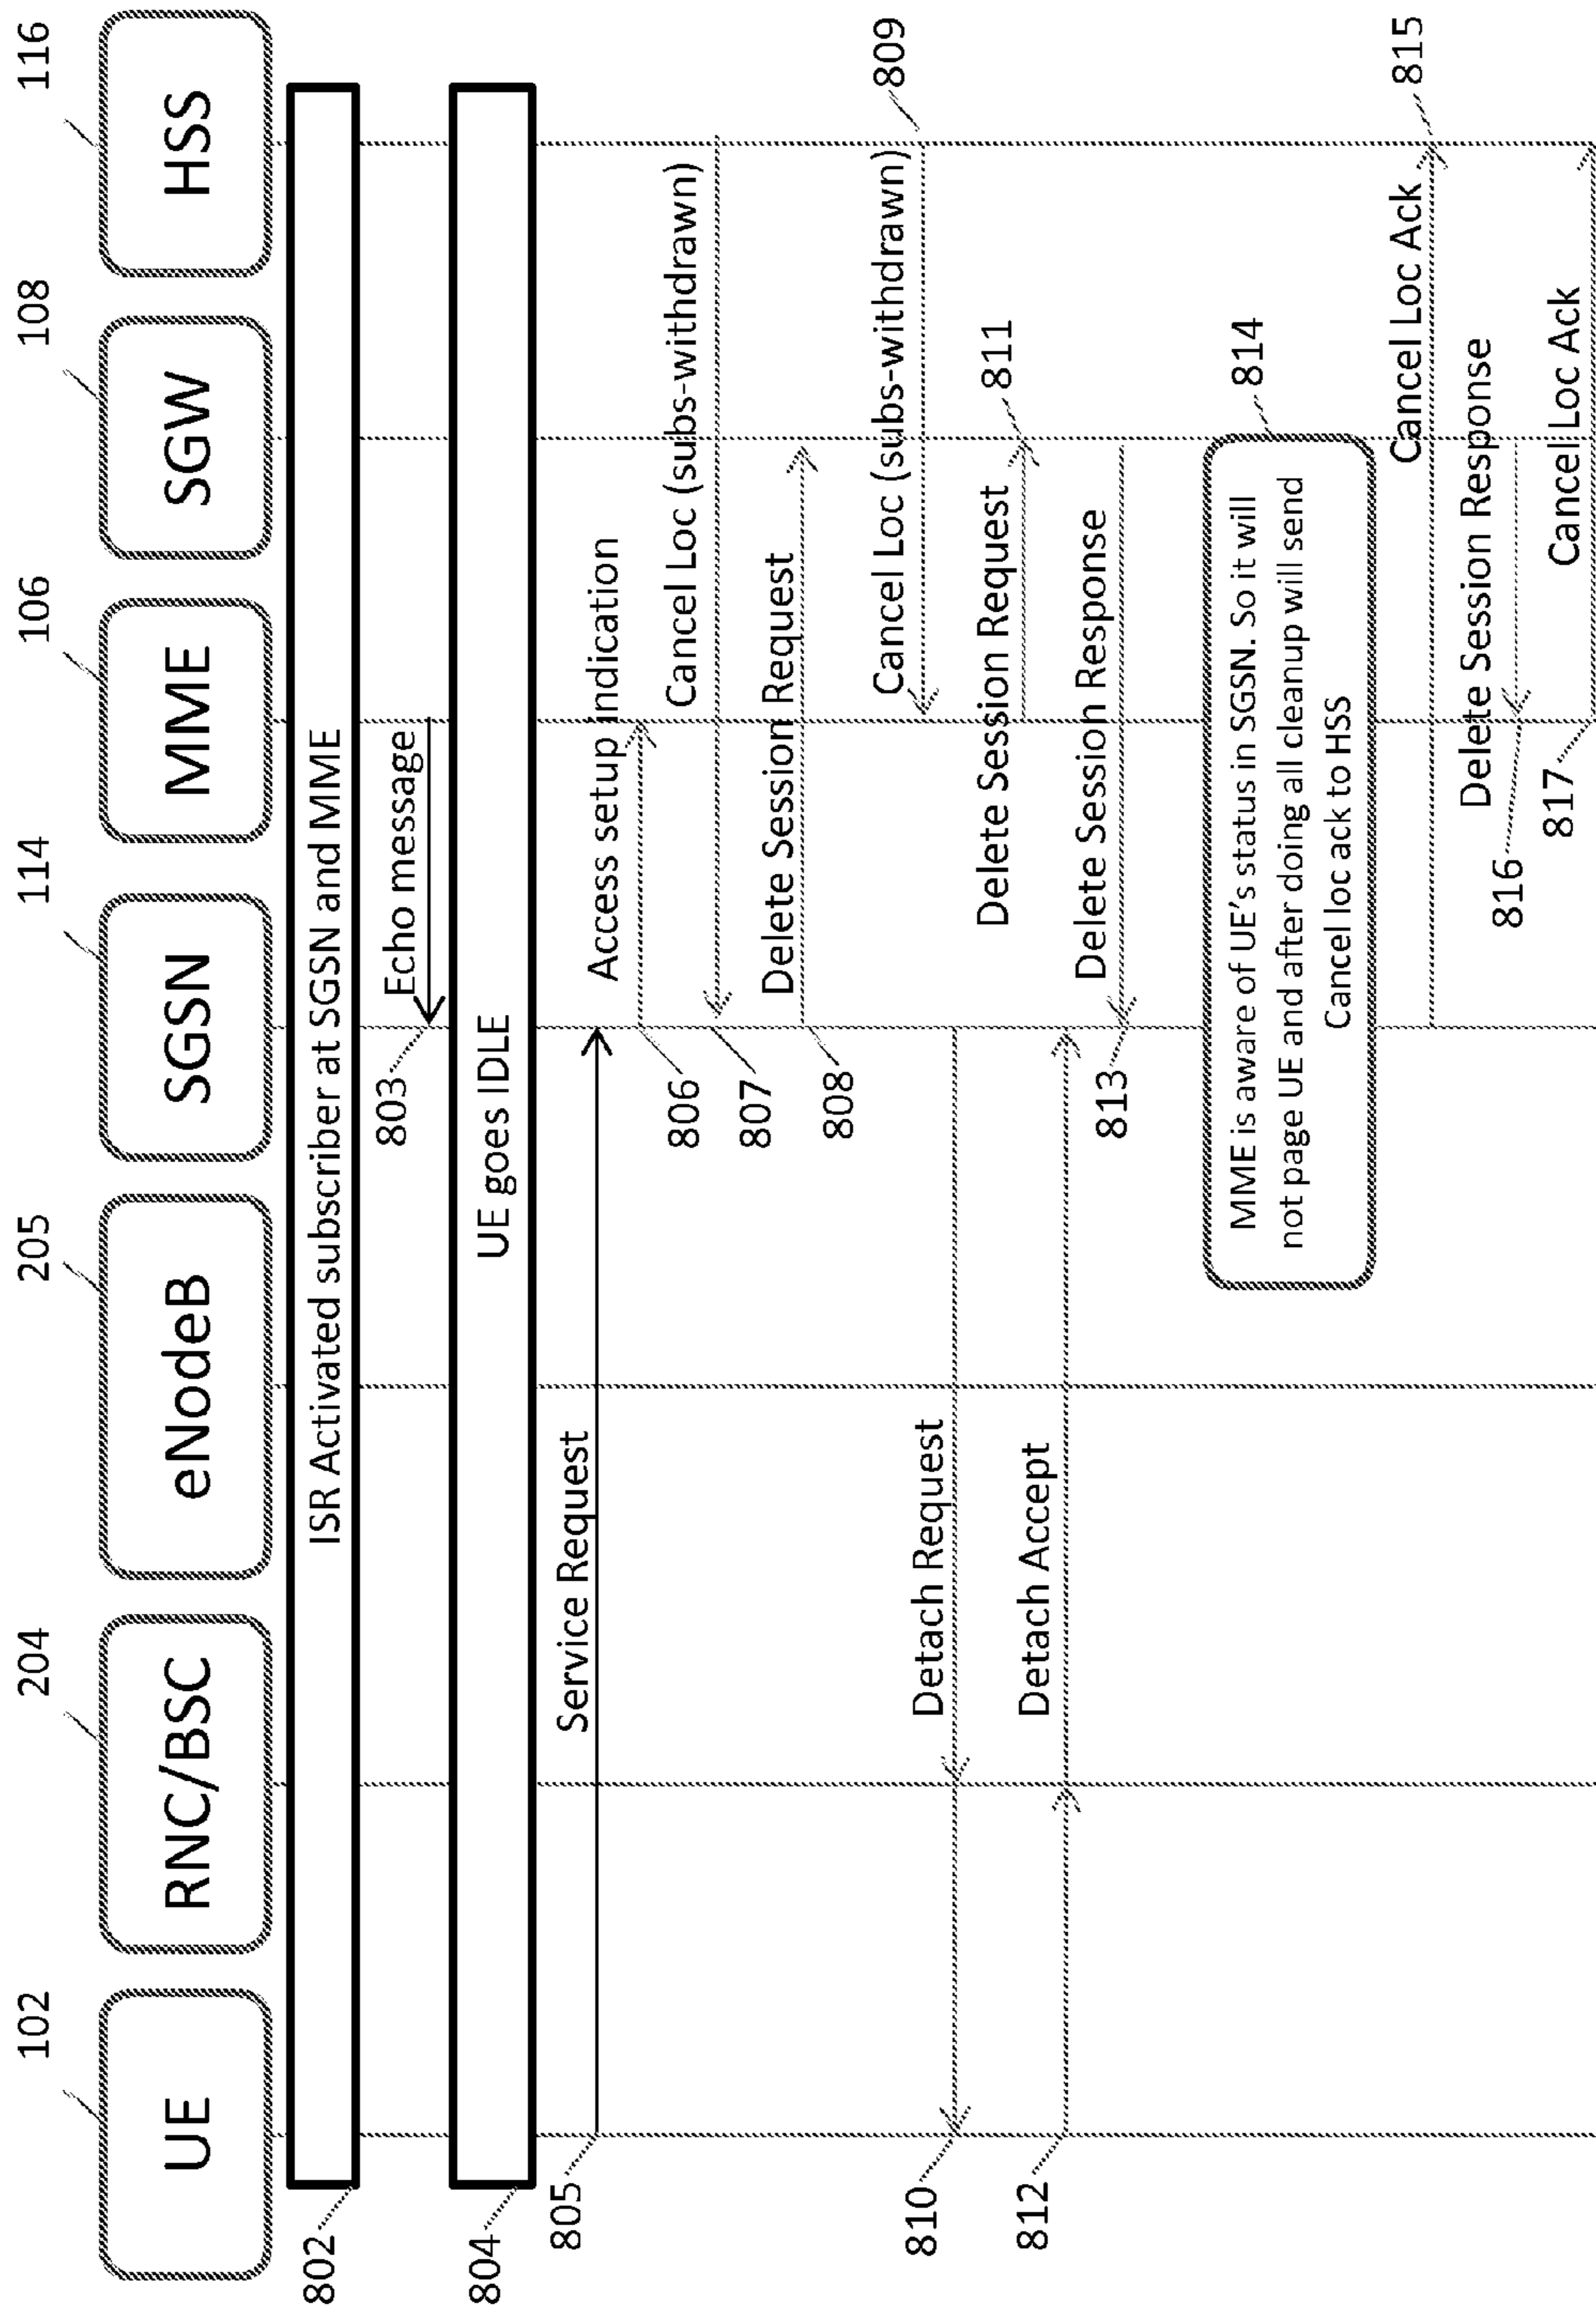 102
204
205
114
106
108
116
UE
RNC/BSC
eNodeB
SGSN
MME
SGW
HSS
802
ISR Activated subscriber at SGSN and MME
Echo message
803
804
UE goes IDLE
805
Service Request
Access setup indication
806
Cancel Loc (subs-withdrawn)
807
Delete Session Request
808
Cancel Loc (subs-withdrawn)
809
Detach Request
810
Delete Session Request
811
Detach Accept
812
Delete Session Response
813
814
MME is aware of UE's status in SGSN. So it will
not page UE and after doing all cleanup will send
Cancel loc ack to HSS
Cancel Loc Ack
815
Delete Session Response
816
Cancel Loc Ack
817